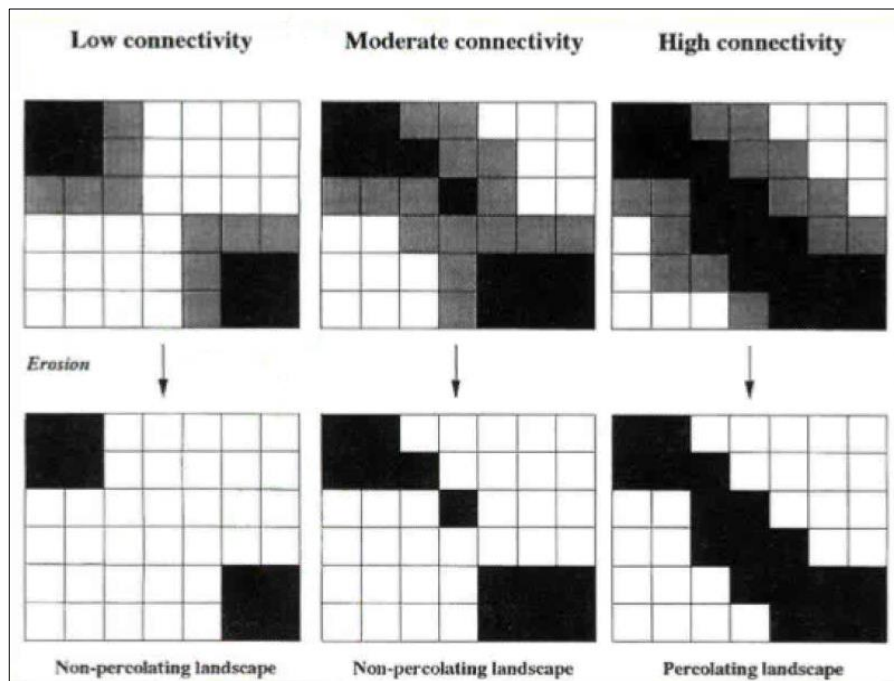 Low connectivity
Moderate connectivity
High connectivity
Erosion
Non-percolating landscape
Non-percolating landscape
Percolating landscape